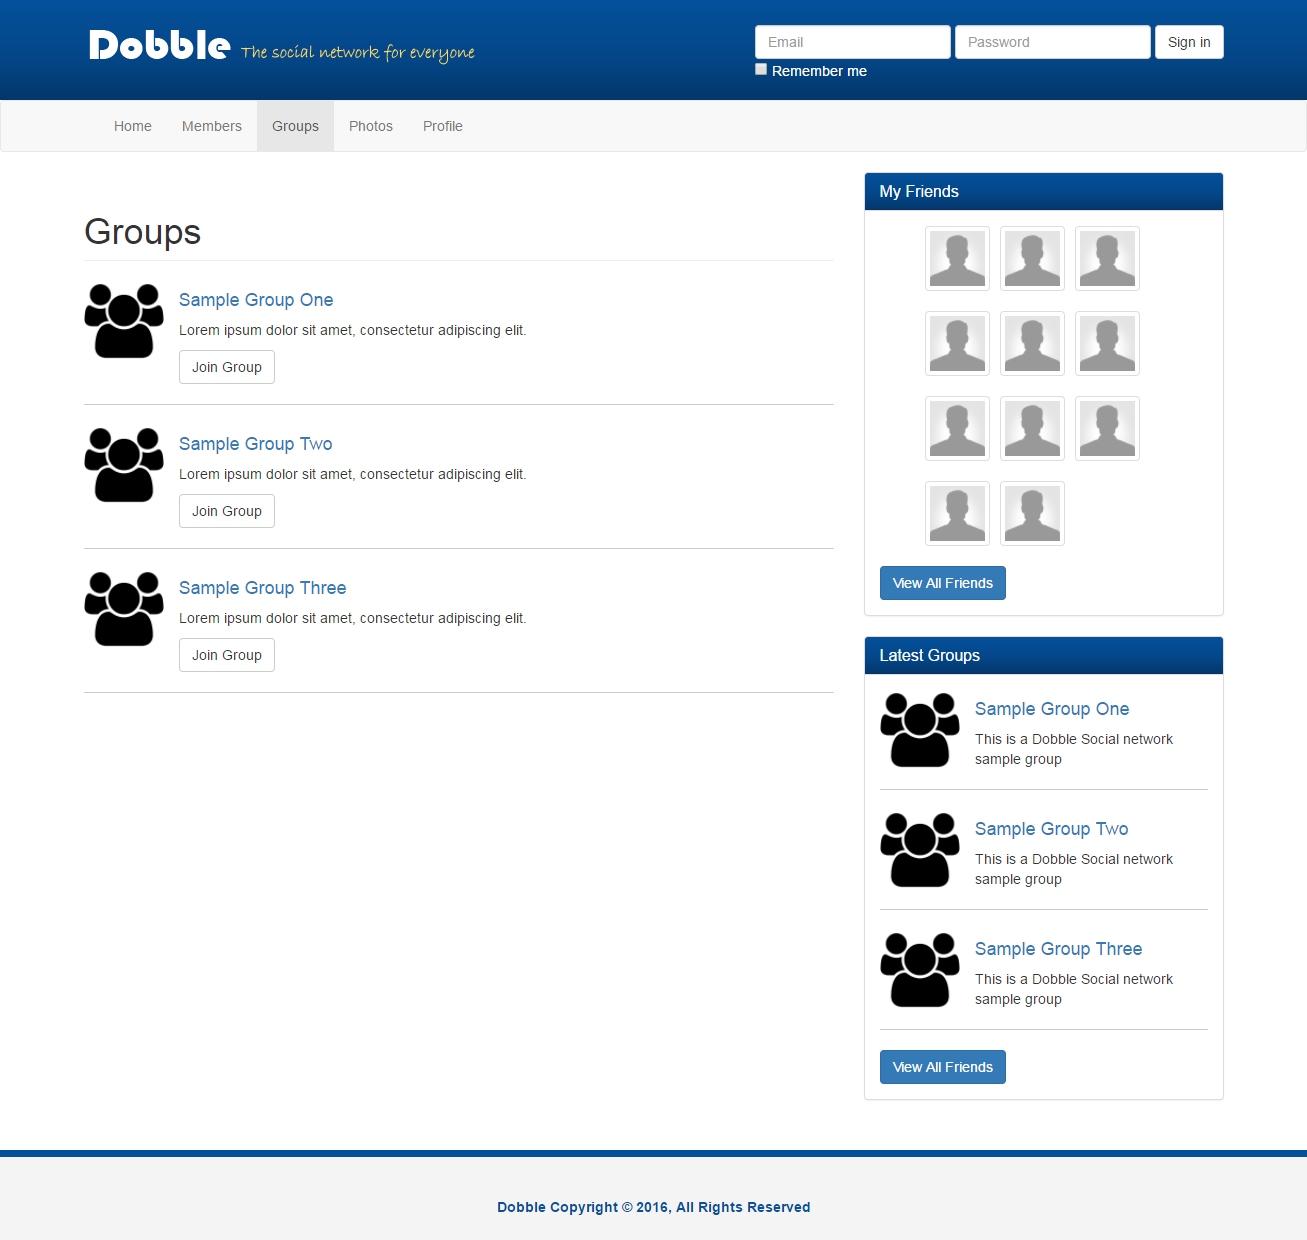 Dobble The social network for everyone
Email Password Sign in
Remember me
Home Members Groups Photos Profile
Groups
Sample Group One
Lorem ipsum dolor sit amet, consectetur adipiscing elit.
Join Group
Sample Group Two
Lorem ipsum dolor sit amet, consectetur adipiscing elit.
Join Group
Sample Group Three
Lorem ipsum dolor sit amet, consectetur adipiscing elit.
Join Group
My Friends
View All Friends
Latest Groups
Sample Group One
This is a Dobble Social network
sample group
Sample Group Two
This is a Dobble Social network
sample group
Sample Group Three
This is a Dobble Social network
sample group
View All Friends
Dobble Copyright © 2016, All Rights Reserved